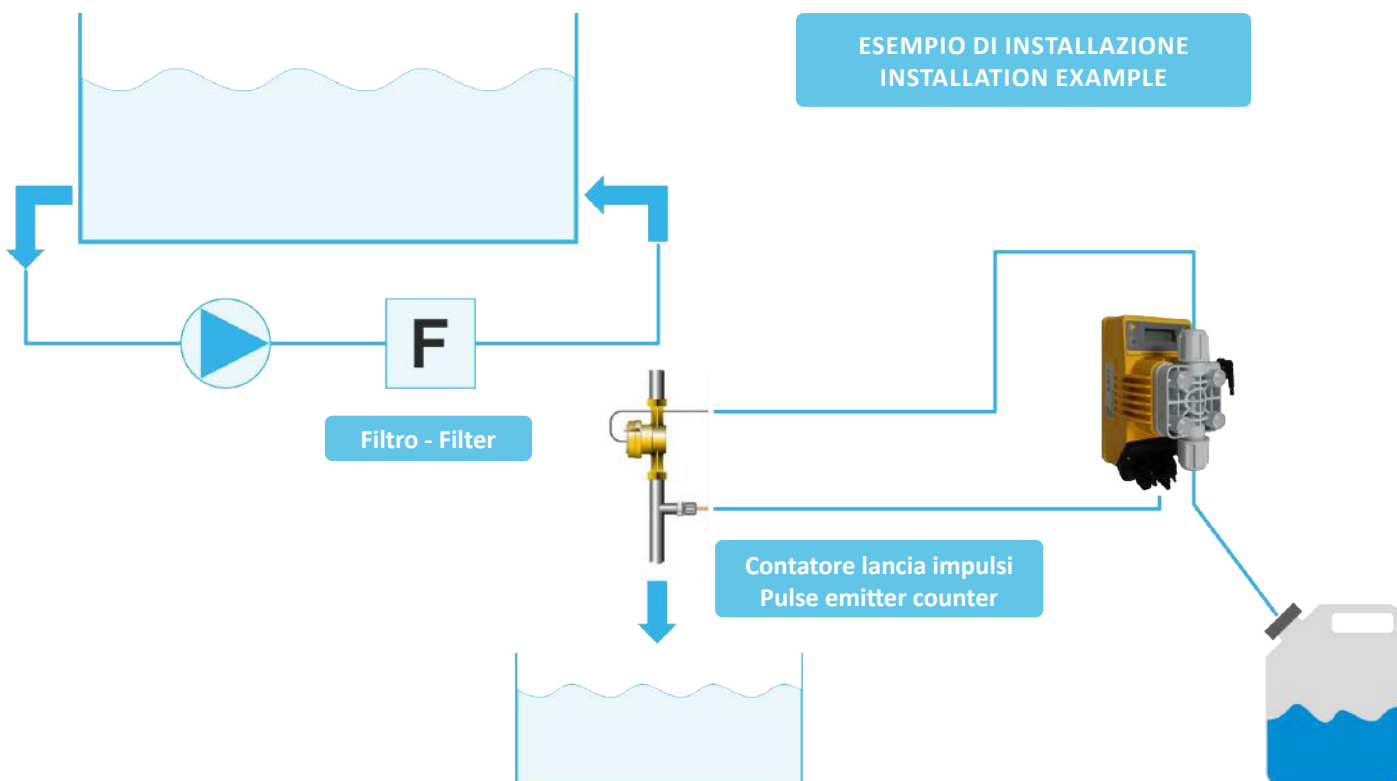 ESEMPIO DI INSTALLAZIONE
INSTALLATION EXAMPLE
F
Filtro - Filter
Contatore lancia impulsi
Pulse emitter counter